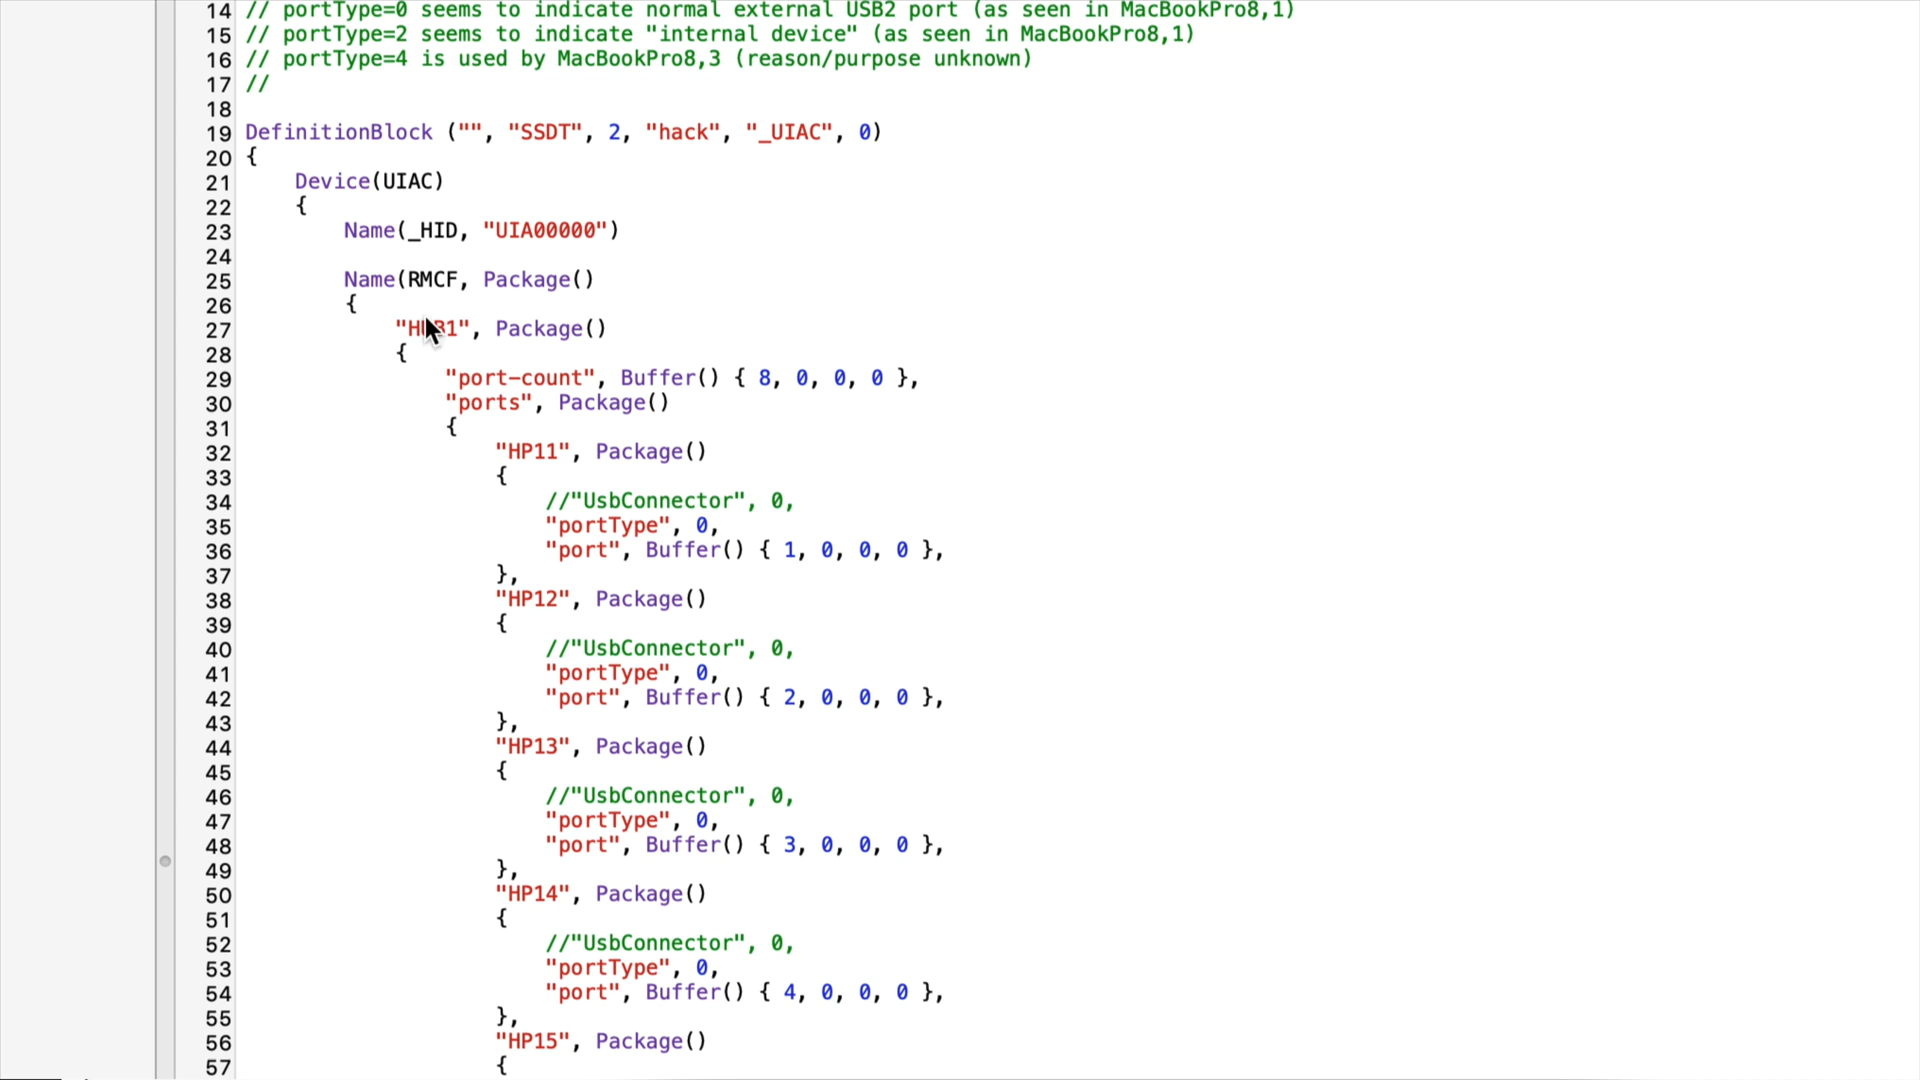 14 // portType=0 seems to indicate normal external USB2 port (as seen in MacBookPro8,1)
15 // portType=2 seems to indicate "internal device" (as seen in MacBookPro8,1)
16 // portType=4 is used by MacBookPro8,3 (reason/purpose unknown)
17 //
18
19 DefinitionBlock ("", "SSDT", 2, "hack", "_UIAC", 0)
20 {
21     Device(UIAC)
22     {
23         Name(_HID, "UIA00000")
24
25         Name(RMCF, Package()
26         {
27             "HUB1", Package()
28             {
29                 "port-count", Buffer() { 8, 0, 0, 0 },
30                 "ports", Package()
31                 {
32                     "HP11", Package()
33                     {
34                         //"UsbConnector", 0,
35                         "portType", 0,
36                         "port", Buffer() { 1, 0, 0, 0 },
37                     },
38                     "HP12", Package()
39                     {
40                         //"UsbConnector", 0,
41                         "portType", 0,
42                         "port", Buffer() { 2, 0, 0, 0 },
43                     },
44                     "HP13", Package()
45                     {
46                         //"UsbConnector", 0,
47                         "portType", 0,
48                         "port", Buffer() { 3, 0, 0, 0 },
49                     },
50                     "HP14", Package()
51                     {
52                         //"UsbConnector", 0,
53                         "portType", 0,
54                         "port", Buffer() { 4, 0, 0, 0 },
55                     },
56                     "HP15", Package()
57                     {